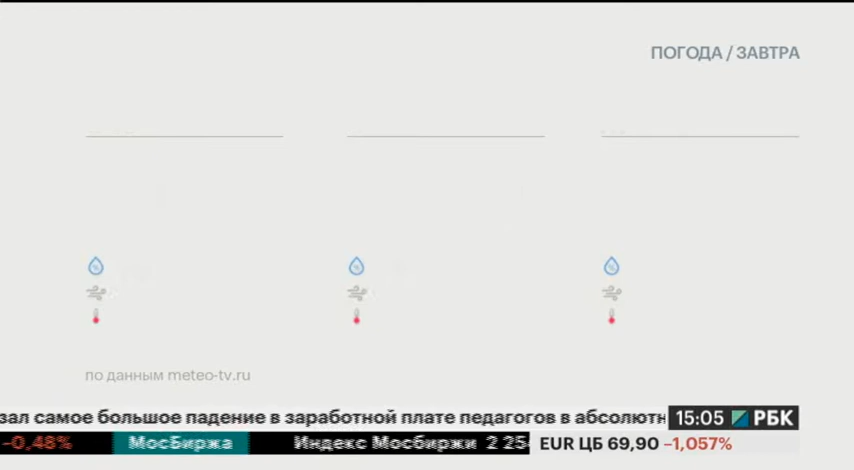 ПОГОДА / ЗАВТРА
по данным meteo-tv.ru
зал самое большое падение в заработной плате педагогов в абсолютн
15:05 РБК
-0,48% МосБиржа Индекс Мосбиржи 2 25 EUR ЦБ 69,90 -1,057%